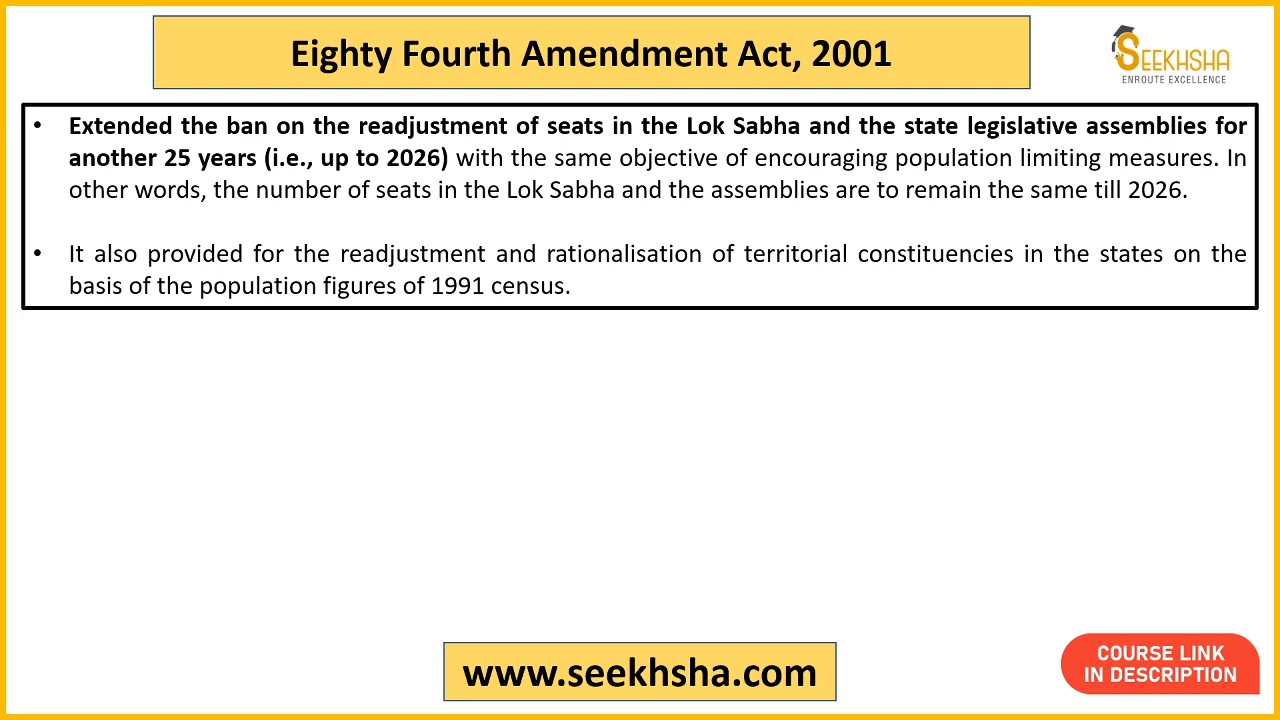 Eighty Fourth Amendment Act, 2001
SEEKHSHA
ENROUTE EXCELLENCE
• Extended the ban on the readjustment of seats in the Lok Sabha and the state legislative assemblies for
another 25 years (i.e., up to 2026) with the same objective of encouraging population limiting measures. In
other words, the number of seats in the Lok Sabha and the assemblies are to remain the same till 2026.
• It also provided for the readjustment and rationalisation of territorial constituencies in the states on the
basis of the population figures of 1991 census.
www.seekhsha.com
COURSE LINK
IN DESCRIPTION